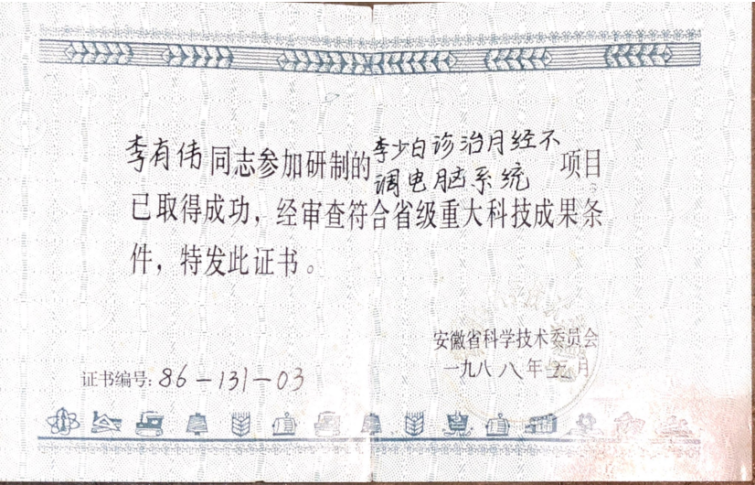 李有伟同志参加研制的李少白诊治月经不
调电脑系统项目
已取得成功，经审查符合省级重大科技成果条
件，特发此证书。
安徽省科学技术委员会
一九八八年 月
证书编号：86-131-03